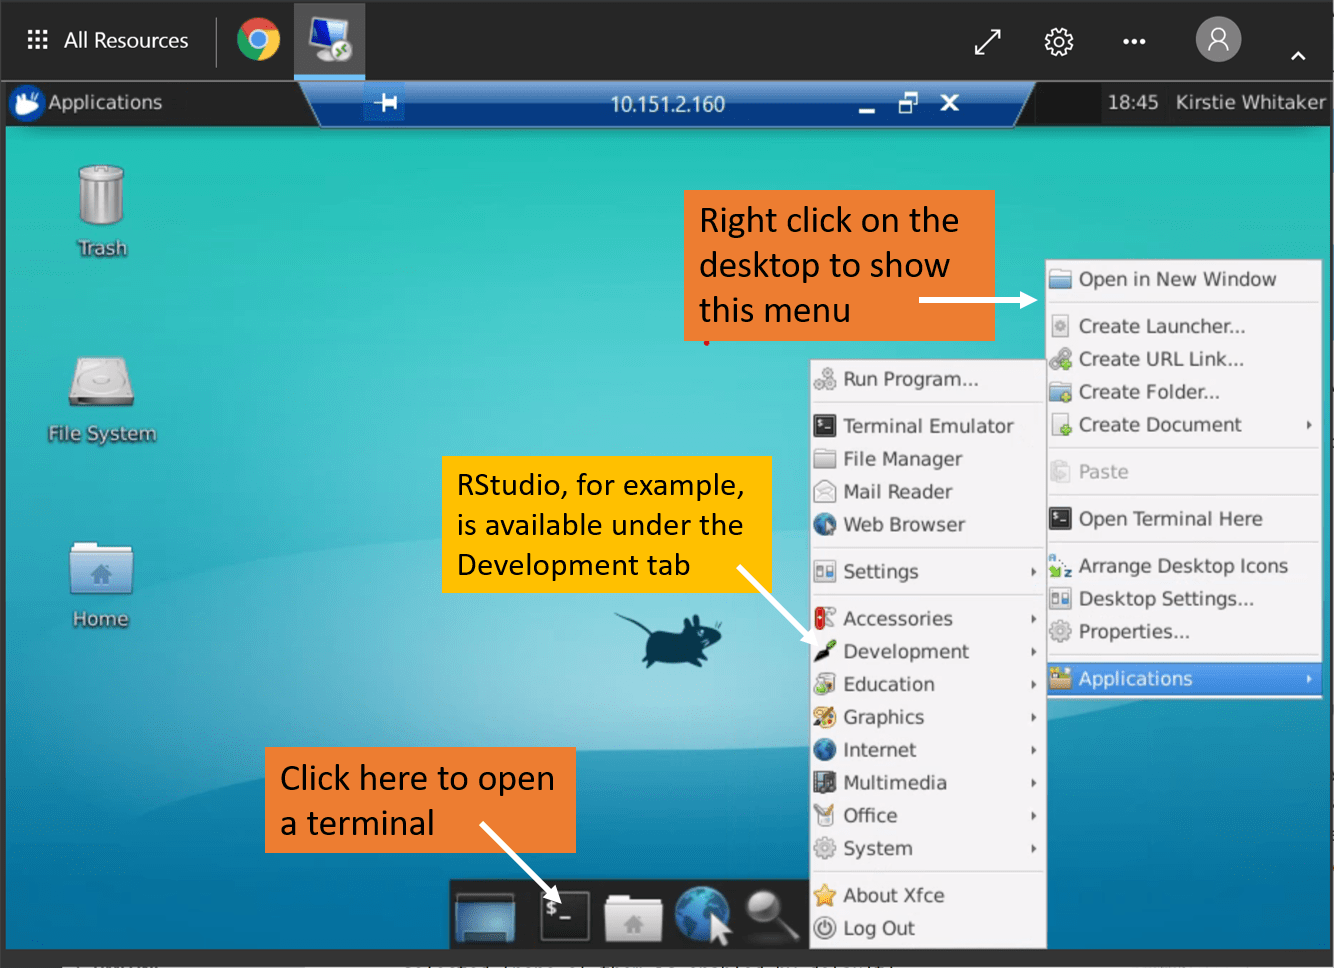 All Resources
Applications
10.151.2.160
18:45 Kirstie Whitaker
Trash
File System
Home
Right click on the
desktop to show
this menu
RStudio, for example,
is available under the
Development tab
Click here to open
a terminal
$_
Run Program...
Terminal Emulator
File Manager
Mail Reader
Web Browser
Settings
Accessories
Development
Education
Graphics
Internet
Multimedia
Office
System
About Xfce
Log Out
Open in New Window
Create Launcher...
Create URL Link...
Create Folder...
Create Document
Paste
Open Terminal Here
Arrange Desktop Icons
Desktop Settings...
Properties...
Applications